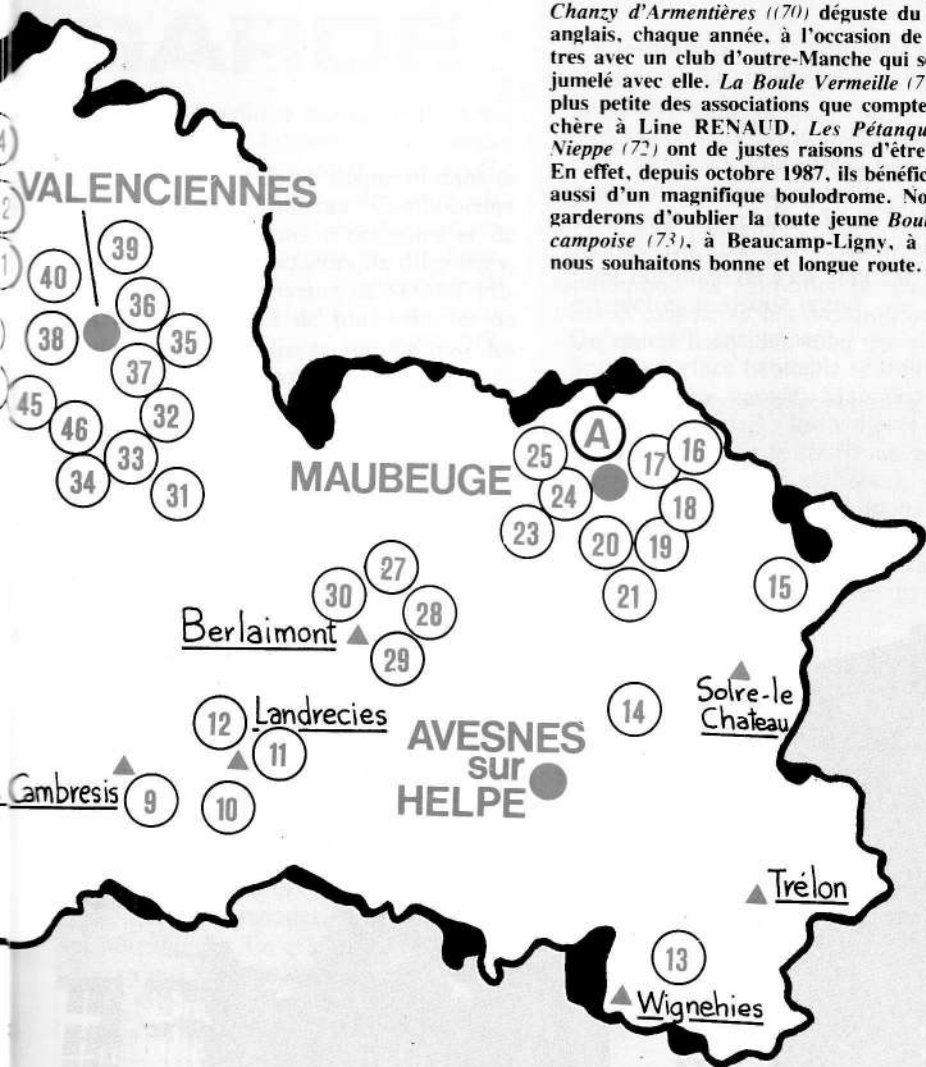 Chanzy d'Armentières ((70) déguste du
anglais, chaque année, à l'occasion de
tres avec un club d'outre-Manche qui s
jumelé avec elle. La Boule Vermeille (7
plus petite des associations que compte
chère à Line RENAUD. Les Pétanqu
Nieppe (72) ont de justes raisons d'être
En effet, depuis octobre 1987, ils bénéfic
aussi d'un magnifique boulodrome. No
garderons d'oublier la toute jeune Boul
campoise (73), à Beaucamp-Ligny, à
nous souhaitons bonne et longue route.
4
VALENCIENNES
2
39
1
40
36
38
35
37
45
32
46
33
34
31
A
16
25
17
MAUBEUGE
24
18
23
20
19
21
15
27
30
28
Berlaimont
29
Solre-le
Chateau
14
12
Landrecies
11
AVESNES
sur
HELPE
Cambresis
9
10
Trélon
13
Wignehies